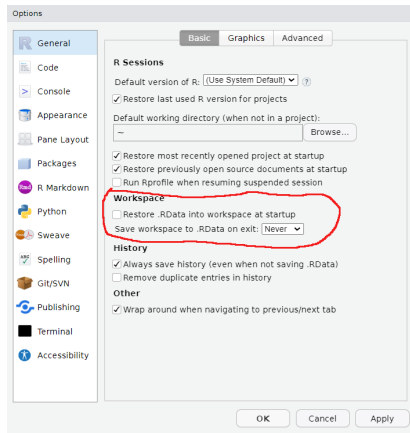 Options
General
Code
Console
Appearance
Pane Layout
Packages
R Markdown
Python
Sweave
Spelling
Git/SVN
Publishing
Terminal
Accessibility
Basic Graphics Advanced
R Sessions
Default version of R: (Use System Default)
Restore last used R version for projects
Default working directory (when not in a project):
~ Browse...
Restore most recently opened project at startup
Restore previously open source documents at startup
Run Rprofile when resuming suspended session
Workspace
Restore .RData into workspace at startup
Save workspace to .RData on exit: Never
History
Always save history (even when not saving .RData)
Remove duplicate entries in history
Other
Wrap around when navigating to previous/next tab
OK Cancel Apply